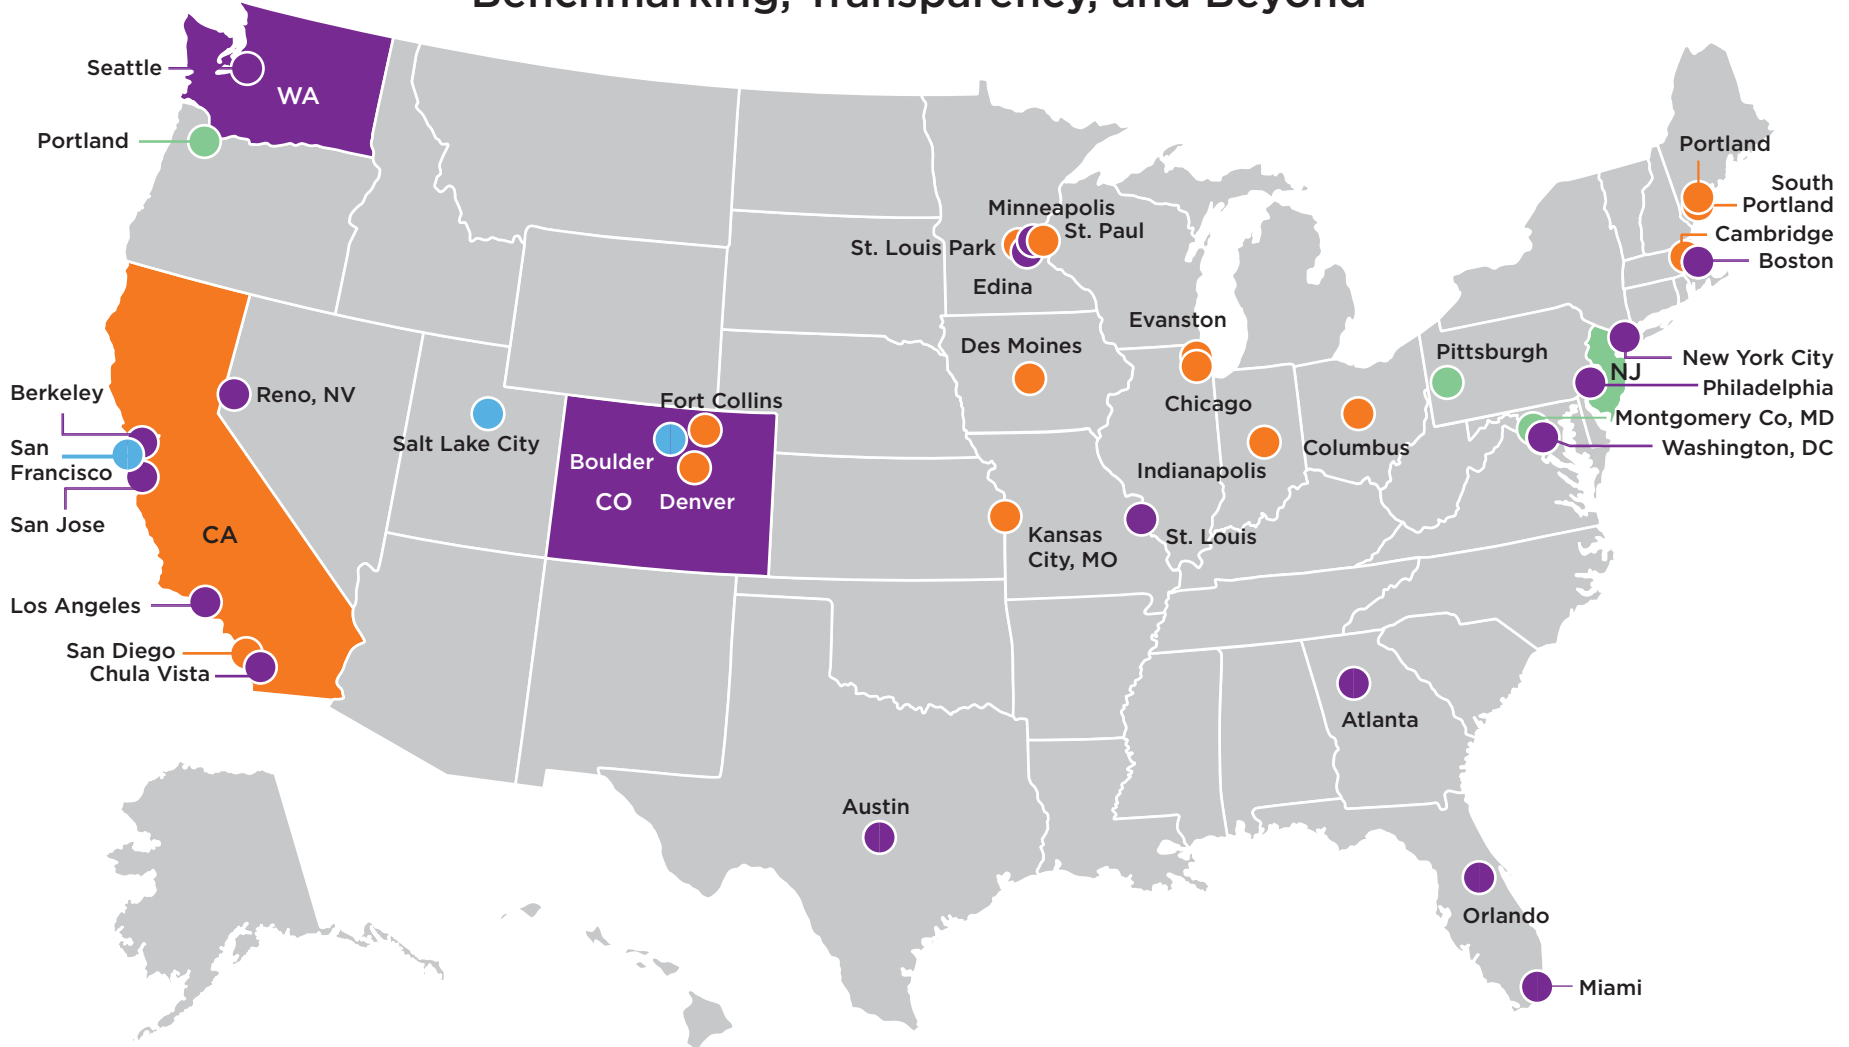 Benchmarking, Transparency, and Beyond
Seattle
WA
Portland
Portland
South
Portland
Cambridge
Boston
Minneapolis
St. Paul
St. Louis Park
Edina
Evanston
Des Moines
Pittsburgh
NJ
New York City
Philadelphia
Montgomery Co, MD
Washington, DC
Berkeley
Reno, NV
San
Francisco
San Jose
CA
Salt Lake City
Fort Collins
Boulder
CO
Denver
Chicago
Indianapolis
Columbus
Kansas
City, MO
St. Louis
Los Angeles
San Diego
Chula Vista
Atlanta
Austin
Orlando
Miami